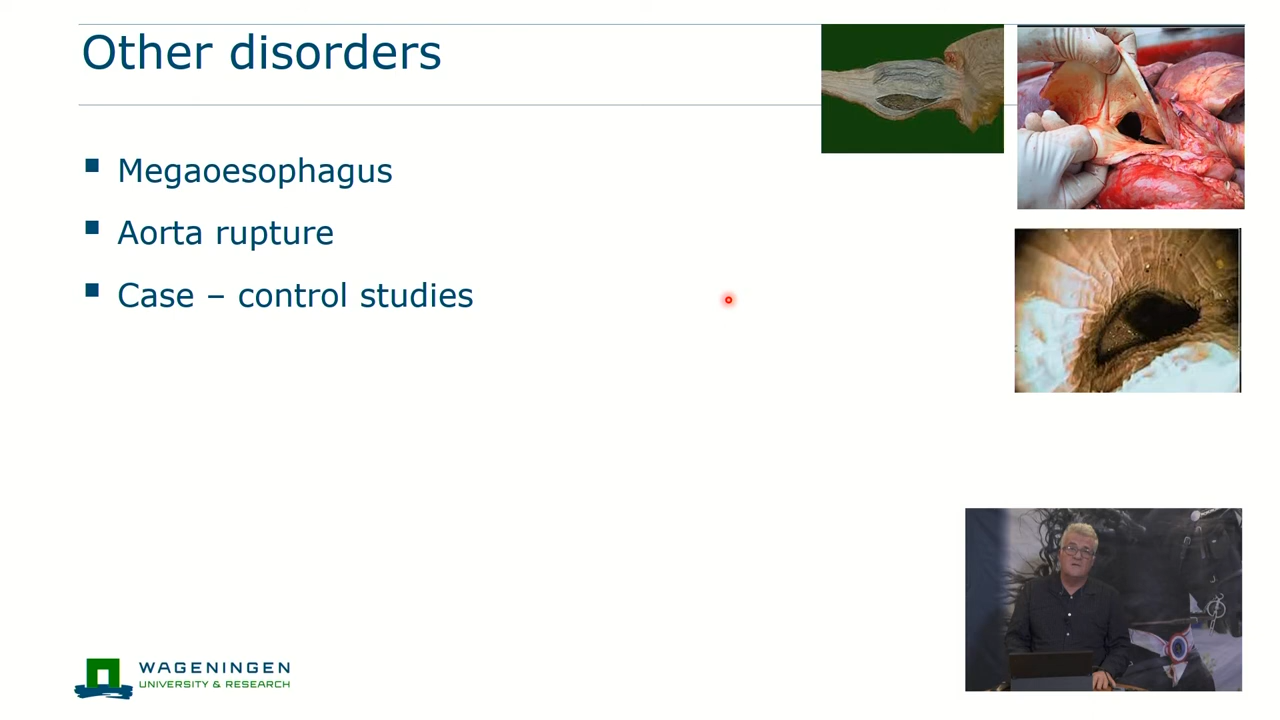 Other disorders
Megaoesophagus
Aorta rupture
Case – control studies
WAGENINGEN
UNIVERSITY & RESEARCH